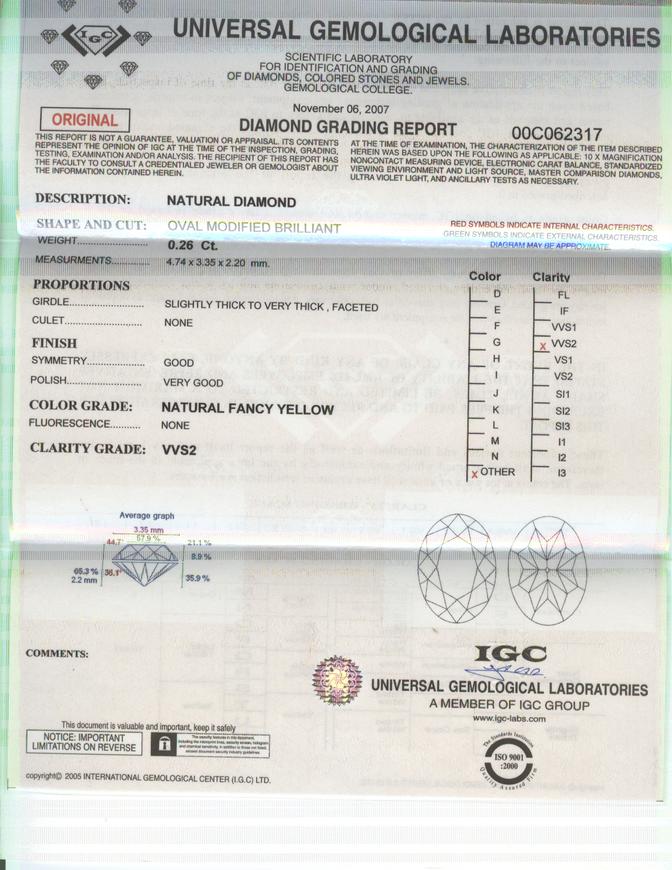 IGC
UNIVERSAL GEMOLOGICAL LABORATORIES
SCIENTIFIC LABORATORY
FOR IDENTIFICATION AND GRADING
OF DIAMONDS, COLORED STONES AND JEWELS.
GEMOLOGICAL COLLEGE.
November 06, 2007
ORIGINAL
DIAMOND GRADING REPORT
00C062317
THIS REPORT IS NOT A GUARANTEE, VALUATION OR APPRAISAL. ITS CONTENTS
REPRESENT THE OPINION OF IGC AT THE TIME OF THE INSPECTION, GRADING,
TESTING, EXAMINATION AND/OR ANALYSIS. THE RECIPIENT OF THIS REPORT HAS
THE FACULTY TO CONSULT A CREDENTIALED JEWELER OR GEMOLOGIST ABOUT
THE INFORMATION CONTAINED HEREIN.
AT THE TIME OF EXAMINATION, THE CHARACTERIZATION OF THE ITEM DESCRIBED
HEREIN WAS BASED UPON THE FOLLOWING AS APPLICABLE: 10 X MAGNIFICATION
NONCONTACT MEASURING DEVICE, ELECTRONIC CARAT BALANCE, STANDARDIZED
VIEWING ENVIRONMENT AND LIGHT SOURCE, MASTER COMPARISON DIAMONDS,
ULTRA VIOLET LIGHT, AND ANCILLARY TESTS AS NECESSARY.
DESCRIPTION: NATURAL DIAMOND
SHAPE AND CUT: OVAL MODIFIED BRILLIANT
WEIGHT..................... 0.26 Ct.
MEASURMENTS............ 4.74 x 3.35 x 2.20 mm.
RED SYMBOLS INDICATE INTERNAL CHARACTERISTICS.
GREEN SYMBOLS INDICATE EXTERNAL CHARACTERISTICS.
DIAGRAM MAY BE APPROXIMATE.
PROPORTIONS
GIRDLE....................... SLIGHTLY THICK TO VERY THICK , FACETED
CULET........................ NONE
FINISH
SYMMETRY................. GOOD
POLISH....................... VERY GOOD
COLOR GRADE: NATURAL FANCY YELLOW
FLUORESCENCE......... NONE
CLARITY GRADE: VVS2
Color Clarity
D FL
E IF
F VVS1
G x VVS2
H VS1
I VS2
J SI1
K SI2
L SI3
M I1
N I2
x OTHER I3
Average graph
3.35 mm
57.9 %
44.7° 21.1 %
8.9 %
65.3 % 36.1°
2.2 mm 35.9 %
COMMENTS:
IGC
UNIVERSAL GEMOLOGICAL LABORATORIES
A MEMBER OF IGC GROUP
www.igc-labs.com
This document is valuable and important, keep it safely
NOTICE: IMPORTANT
LIMITATIONS ON REVERSE
The Standards Institution
ISO 9001
:2000
Quality Assured Firm
copyright© 2005 INTERNATIONAL GEMOLOGICAL CENTER (I.G.C) LTD.